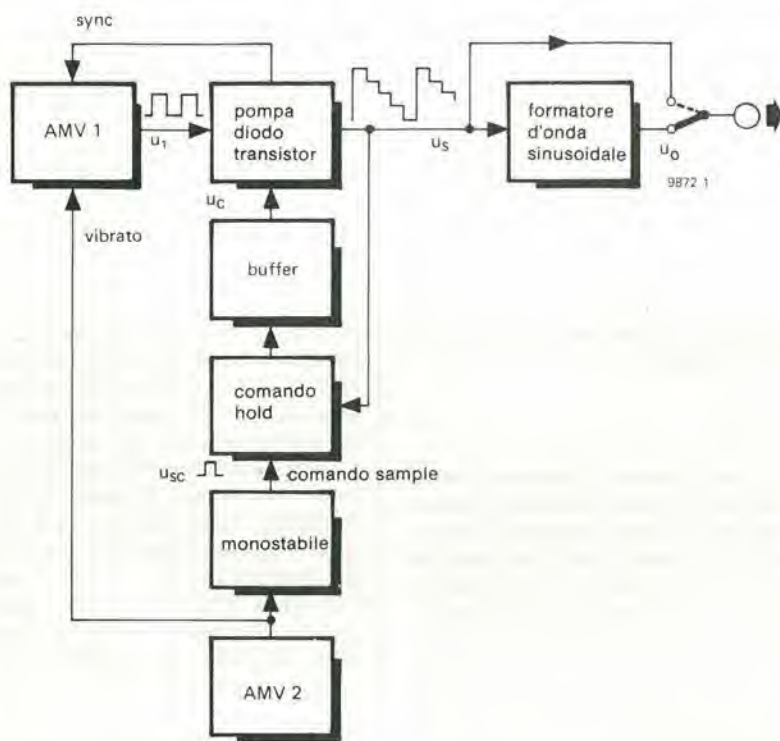 sync
AMV 1
u1
pompa
diodo
transistor
uS
formatore
d'onda
sinusoidale
uo
9872 1
uc
vibrato
buffer
comando
hold
usc
comando sample
monostabile
AMV 2